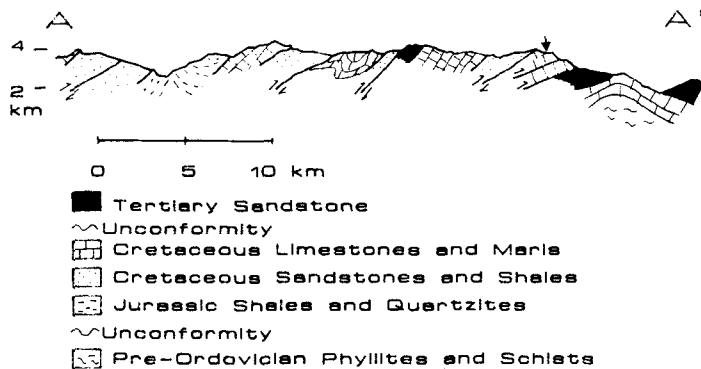 A A'
4
2
km
0 5 10 km
Tertiary Sandstone
Unconformity
Cretaceous Limestones and Marls
Cretaceous Sandstones and Shales
Jurassic Shales and Quartzites
Unconformity
Pre-Ordovician Phyllites and Schists